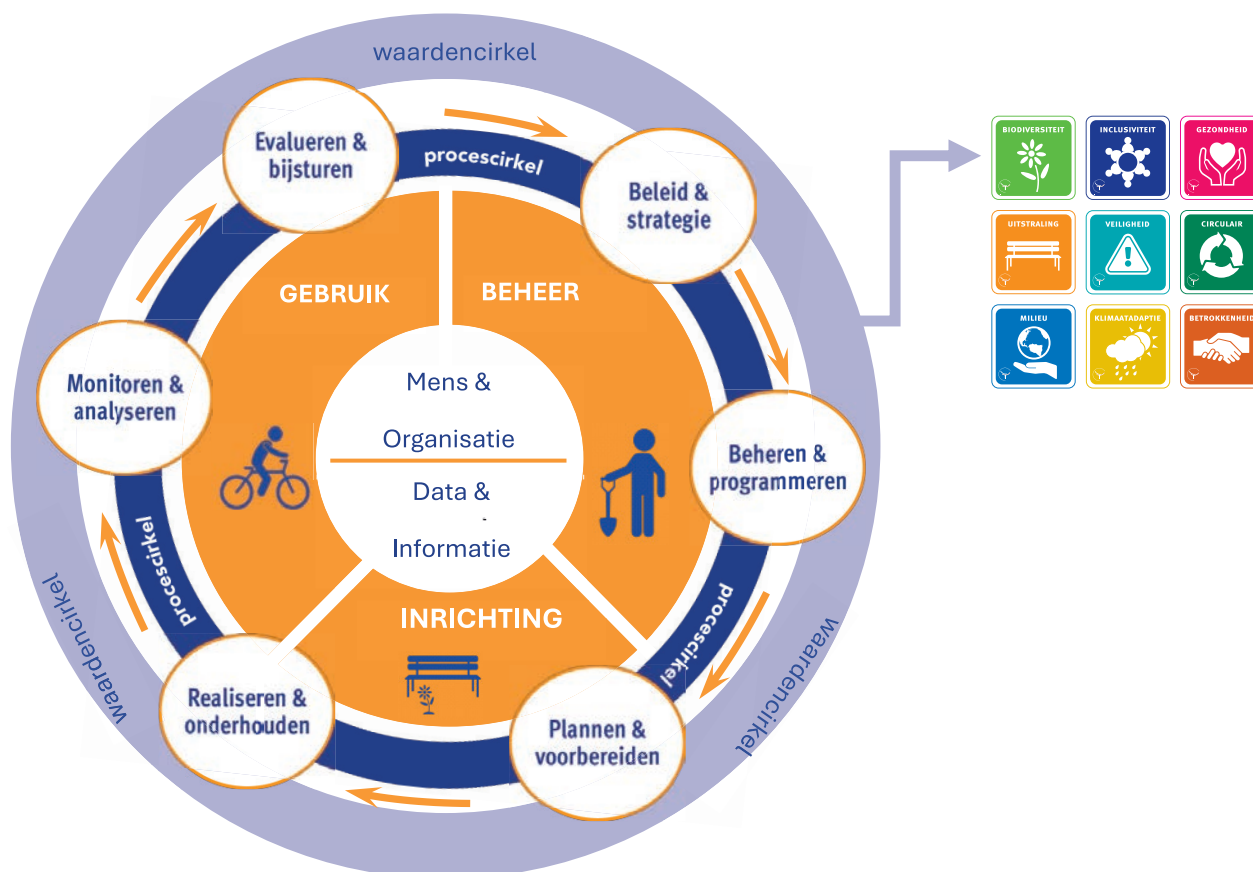 waardencirkel
Evalueren &
bijsturen
procescirkel
Beleid &
strategie
BIODIVERSITEIT
INCLUSIVITEIT
GEZONDHEID
UITSTRALING
VEILIGHEID
CIRCULAIR
MILIEU
KLIMAATADAPTIE
BETROKKENHEID
GEBRUIK
BEHEER
Monitoren &
analyseren
Mens &
Organisatie
Data &
Informatie
Beheren &
programmeren
procescirkel
waardencirkel
INRICHTING
procescirkel
waardencirkel
Realiseren &
onderhouden
Plannen &
voorbereiden